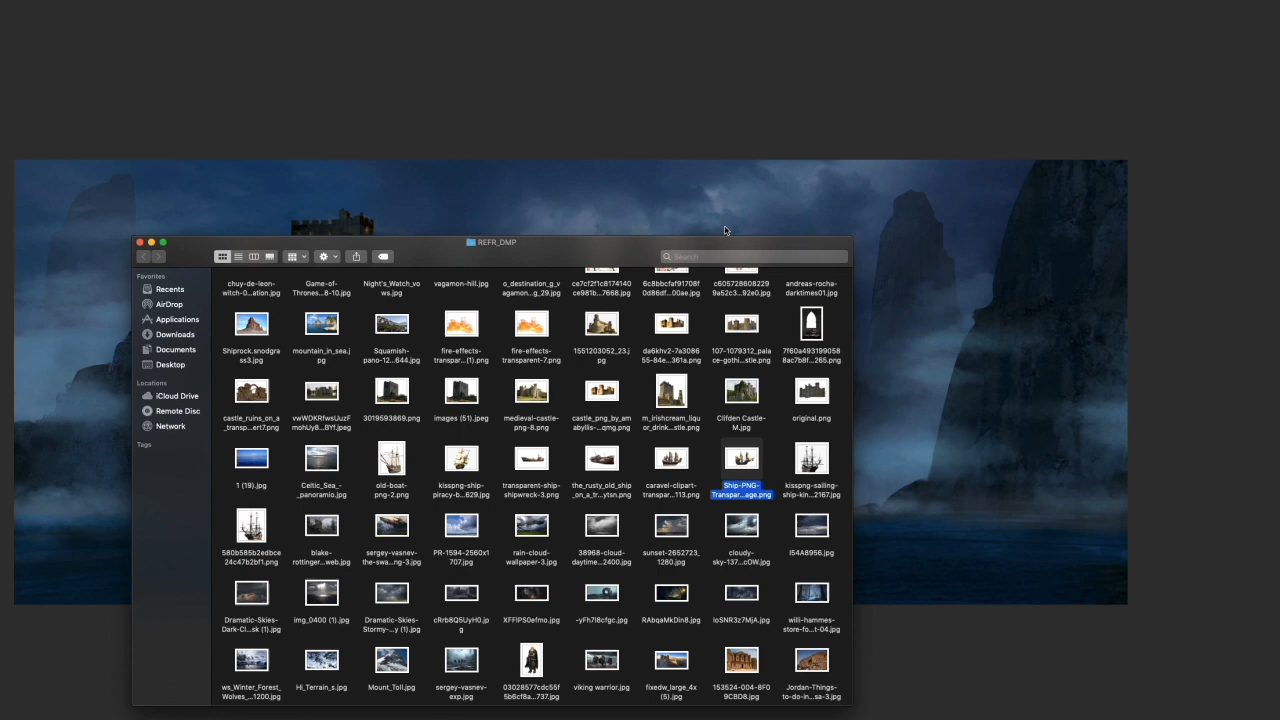 REFR_DMP
Search
Favorites
Recents
AirDrop
Applications
Downloads
Documents
Desktop
Locations
iCloud Drive
Remote Disc
Network
Tags
chuy-de-leon-
witch-0...ation.jpg
Game-of-
Thrones...8-10.jpg
Night's_Watch_vo
ws.jpg
vagamon-hill.jpg
o_destination_g_v
agamon...g_29.jpg
ce7cf2f1c8174140
ce981b...7668.jpg
6c8bbcfaf91708f
0d86df...00ae.jpg
c605728608229
9a52c3...92e0.jpg
andreas-rocha-
darktimes01.jpg
Shiprock.snodgra
ss3.jpg
mountain_in_sea.j
pg
Squamish-
pano-12...644.jpg
fire-effects-
transpar...(1).png
fire-effects-
transparent-7.png
1551203052_23.j
pg
da6khv2-7a3086
55-84e...361a.png
107-1079312_pala
ce-gothi...stle.png
7f60a493199058
8ac7b8f...265.png
castle_ruins_on_a
_transp...ert7.png
vwWDKRfwsUuzF
mohUy8...BYf.jpeg
3019593869.png
images (51).jpeg
medieval-castle-
png-8.png
castle_png_by_am
abyllis-...qmg.png
m_irishcream_liqu
or_drink...stle.png
Clifden Castle-
M.jpg
original.png
1 (19).jpg
Celtic_Sea_-
_panoramio.jpg
old-boat-
png-2.png
kisspng-ship-
piracy-b...629.jpg
transparent-ship-
shipwreck-3.png
the_rusty_old_ship
_on_a_tr...ytsn.png
caravel-clipart-
transpar...113.png
Ship-PNG-
Transpar...age.png
kisspng-sailing-
ship-kin...2167.jpg
580b585b2edbce
24c47b2bf1.png
blake-
rottinger...web.jpg
sergey-vasnev-
the-swa...ng-3.jpg
PR-1594-2560x1
707.jpg
rain-cloud-
wallpaper-3.jpg
38968-cloud-
daytime...2400.jpg
sunset-2652723_
1280.jpg
cloudy-
sky-137...cOW.jpg
I54A8956.jpg
Dramatic-Skies-
Dark-Cl...sk (1).jpg
img_0400 (1).jpg
Dramatic-Skies-
Stormy-...y (1).jpg
cRrb8Q5UyH0.jp
g
XFFIPS0efmo.jpg
-yFh7l8cfgc.jpg
RAbqaMkDin8.jpg
IoSNR3z7MjA.jpg
willi-hammes-
store-fo...t-04.jpg
ws_Winter_Forest_
Wolves_...1200.jpg
Hi_Terrain_s.jpg
Mount_Toll.jpg
sergey-vasnev-
exp.jpg
03028577cdc55f
5b6cf8a...737.jpg
viking warrior.jpg
fixedw_large_4x
(5).jpg
153524-004-8F0
9CBD8.jpg
Jordan-Things-
to-do-in...sa-3.jpg